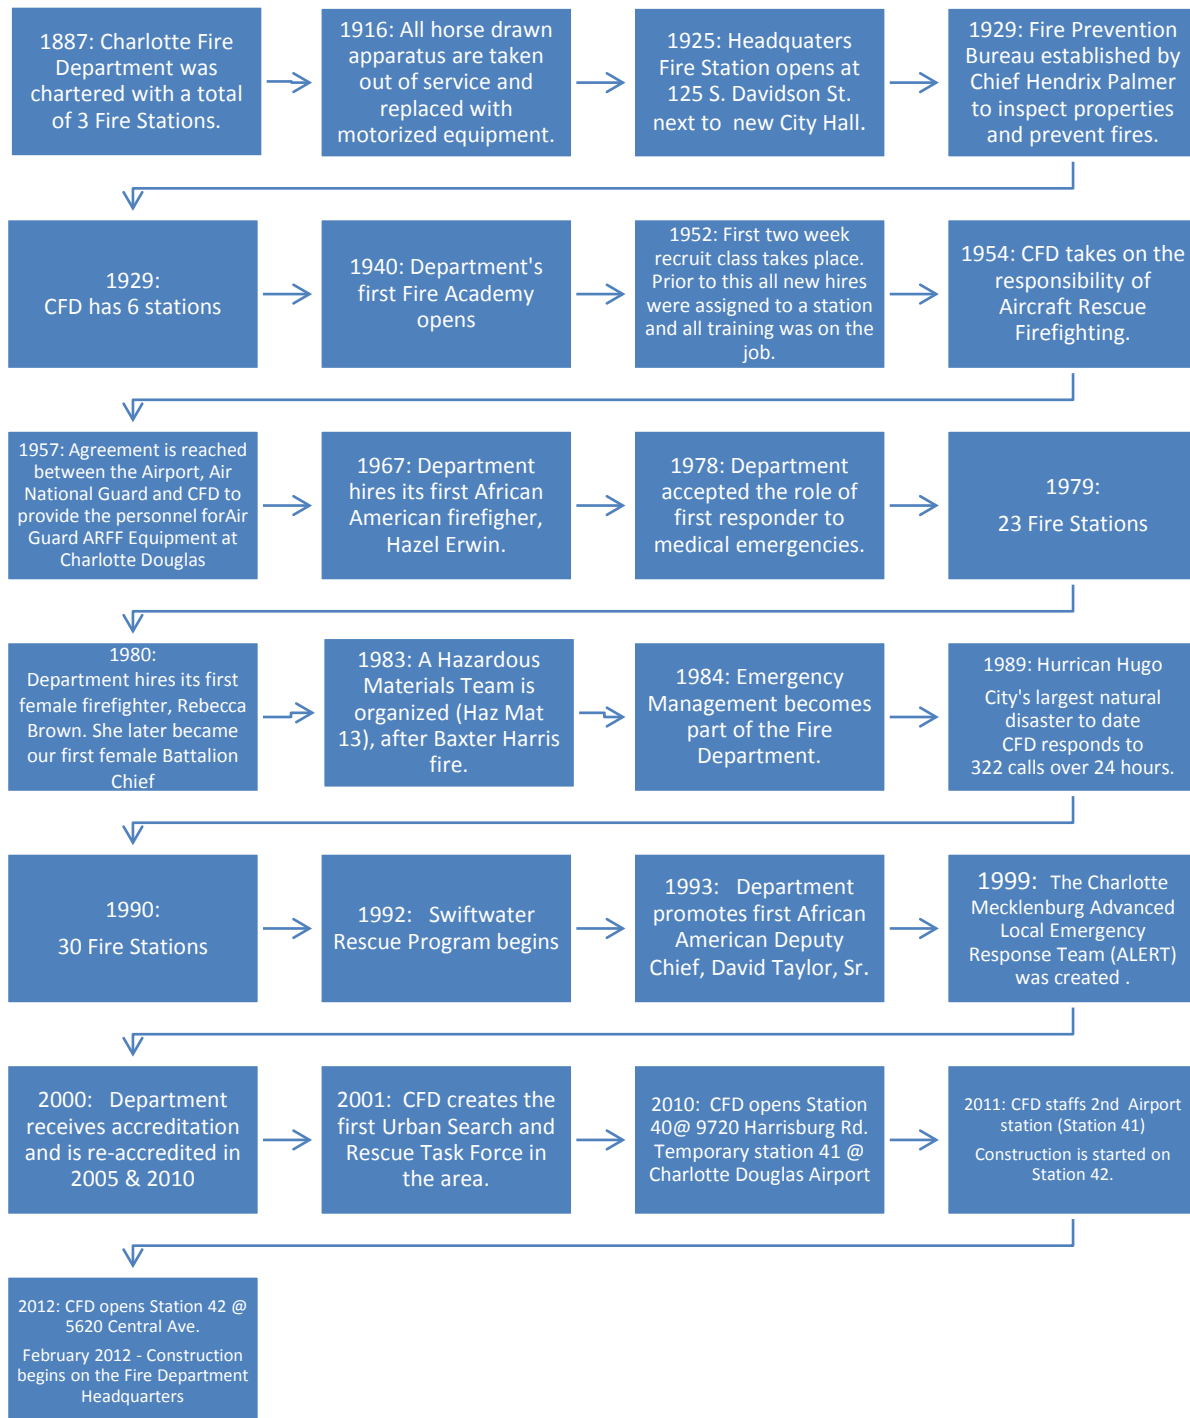 1887: Charlotte Fire
Department was
chartered with a total
of 3 Fire Stations.
1916: All horse drawn
apparatus are taken
out of service and
replaced with
motorized equipment.
1925: Headquaters
Fire Station opens at
125 S. Davidson St.
next to new City Hall.
1929: Fire Prevention
Bureau established by
Chief Hendrix Palmer
to inspect properties
and prevent fires.
1929:
CFD has 6 stations
1940: Department's
first Fire Academy
opens
1952: First two week
recruit class takes place.
Prior to this all new hires
were assigned to a station
and all training was on the
job.
1954: CFD takes on the
responsibility of
Aircraft Rescue
Firefighting.
1957: Agreement is reached
between the Airport, Air
National Guard and CFD to
provide the personnel forAir
Guard ARFF Equipment at
Charlotte Douglas
1967: Department
hires its first African
American firefigher,
Hazel Erwin.
1978: Department
accepted the role of
first responder to
medical emergencies.
1979:
23 Fire Stations
1980:
Department hires its first
female firefighter, Rebecca
Brown. She later became
our first female Battalion
Chief
1983: A Hazardous
Materials Team is
organized (Haz Mat
13), after Baxter Harris
fire.
1984: Emergency
Management becomes
part of the Fire
Department.
1989: Hurrican Hugo
City's largest natural
disaster to date
CFD responds to
322 calls over 24 hours.
1990:
30 Fire Stations
1992: Swiftwater
Rescue Program begins
1993: Department
promotes first African
American Deputy
Chief, David Taylor, Sr.
1999: The Charlotte
Mecklenburg Advanced
Local Emergency
Response Team (ALERT)
was created .
2000: Department
receives accreditation
and is re-accredited in
2005 & 2010
2001: CFD creates the
first Urban Search and
Rescue Task Force in
the area.
2010: CFD opens Station
40@ 9720 Harrisburg Rd.
Temporary station 41 @
Charlotte Douglas Airport
2011: CFD staffs 2nd Airport
station (Station 41)
Construction is started on
Station 42.
2012: CFD opens Station 42 @
5620 Central Ave.
February 2012 - Construction
begins on the Fire Department
Headquarters